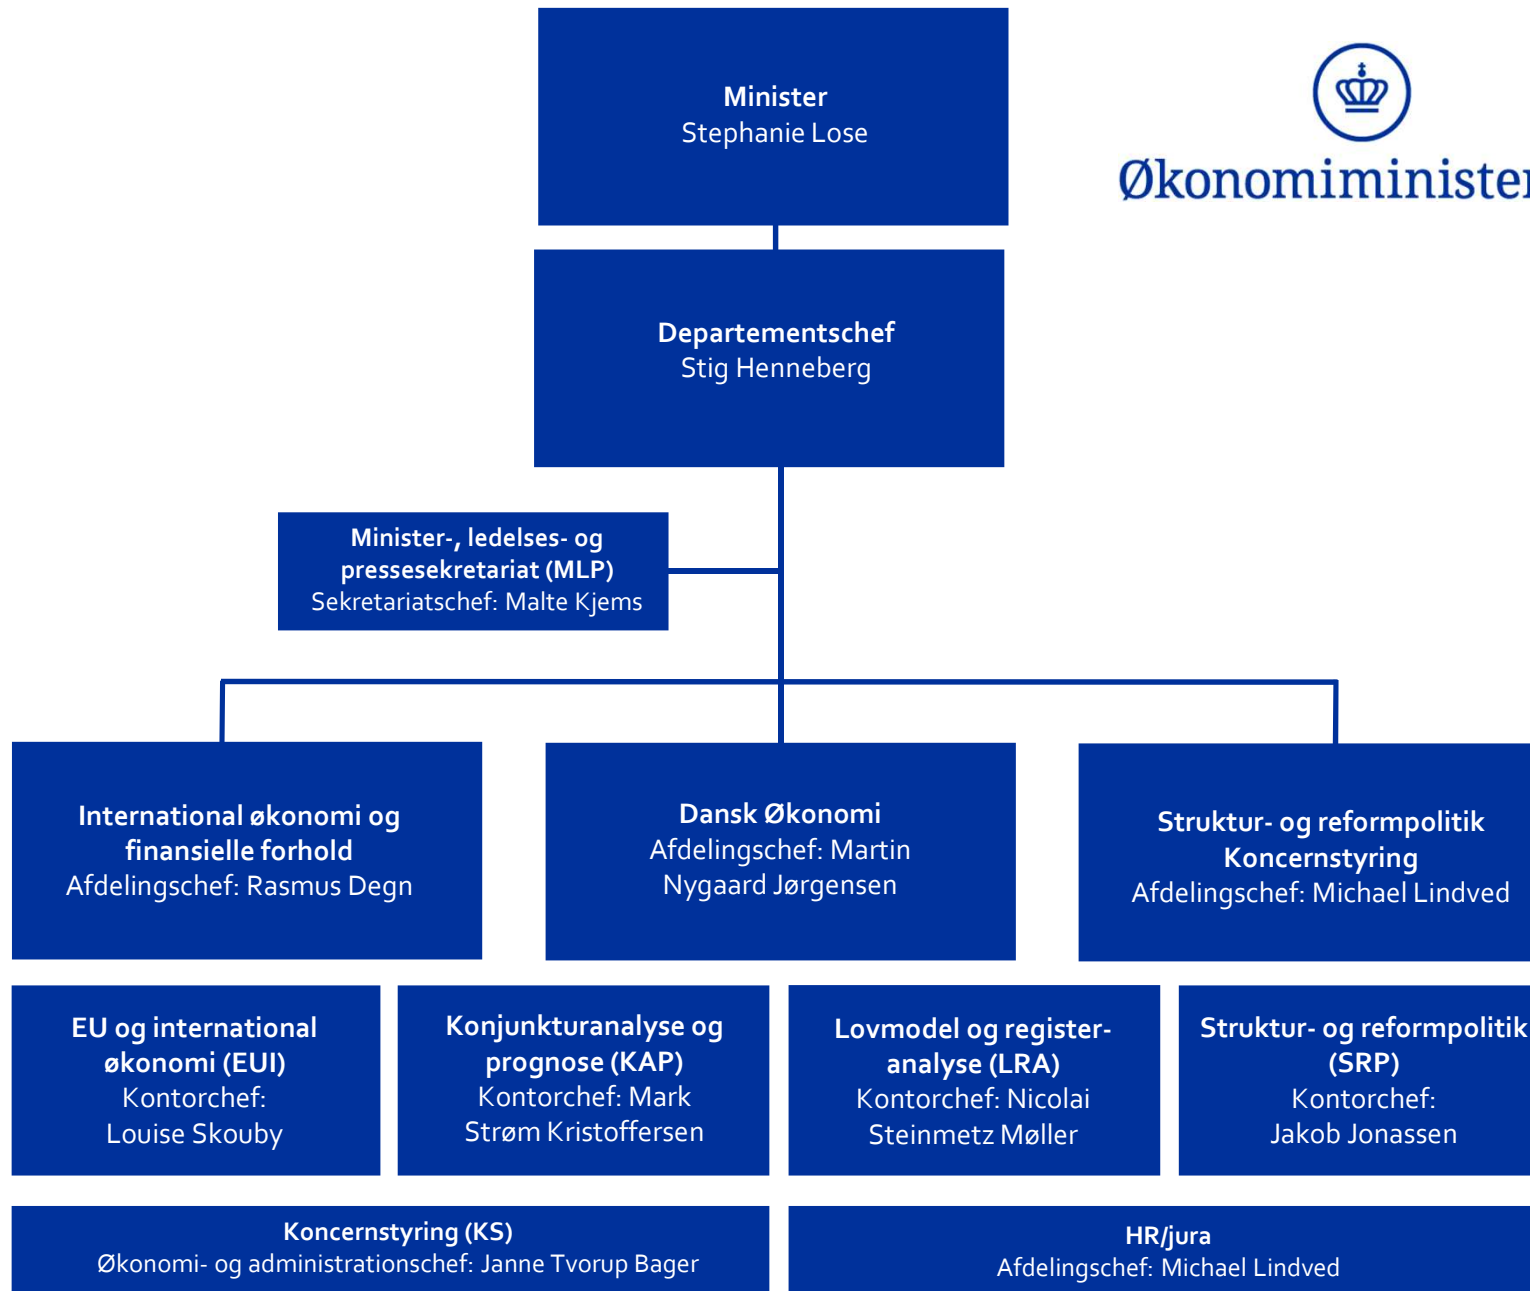 Minister
Stephanie Lose
Økonomiminister
Departementschef
Stig Henneberg
Minister-, ledelses- og
pressesekretariat (MLP)
Sekretariatschef: Malte Kjems
International økonomi og
finansielle forhold
Afdelingschef: Rasmus Degn
Dansk Økonomi
Afdelingschef: Martin
Nygaard Jørgensen
Struktur- og reformpolitik
Koncernstyring
Afdelingschef: Michael Lindved
EU og international
økonomi (EUI)
Kontorchef:
Louise Skouby
Konjunkturanalyse og
prognose (KAP)
Kontorchef: Mark
Strøm Kristoffersen
Lovmodel og register-
analyse (LRA)
Kontorchef: Nicolai
Steinmetz Møller
Struktur- og reformpolitik
(SRP)
Kontorchef:
Jakob Jonassen
Koncernstyring (KS)
Økonomi- og administrationschef: Janne Tvorup Bager
HR/jura
Afdelingschef: Michael Lindved